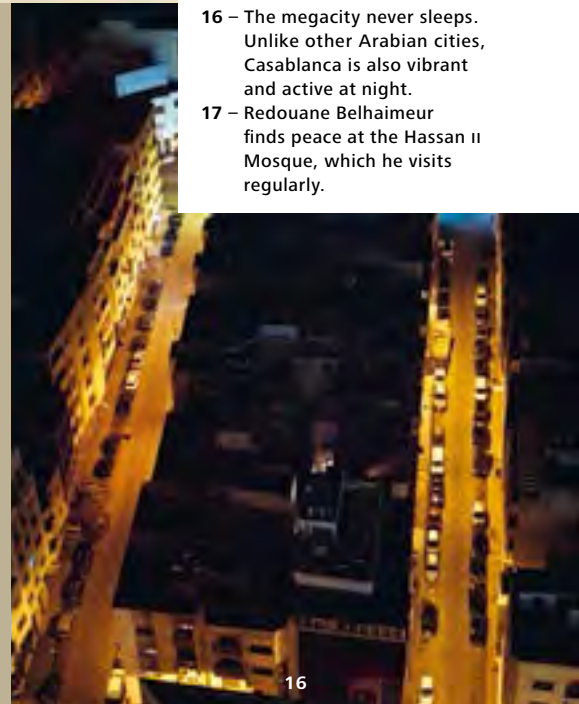 16 – The megacity never sleeps.
Unlike other Arabian cities,
Casablanca is also vibrant
and active at night.
17 – Redouane Belhaimeur
finds peace at the Hassan II
Mosque, which he visits
regularly.
16